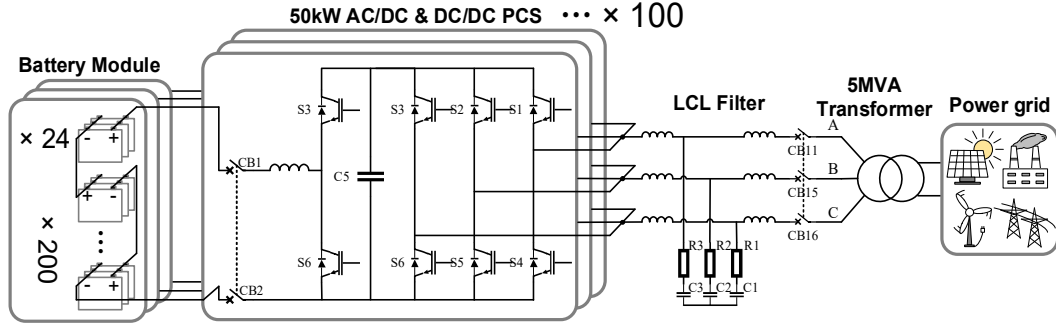 50kW AC/DC & DC/DC PCS ··· × 100
Battery Module
LCL Filter
5MVA
Transformer
Power grid
× 24
- +
+ -
× 200
- +
CB1
CB2
C5
S3
S3
S2
S1
S6
S6
S5
S4
A
CB11
B
CB15
C
CB16
R3
R2
R1
C3
C2
C1